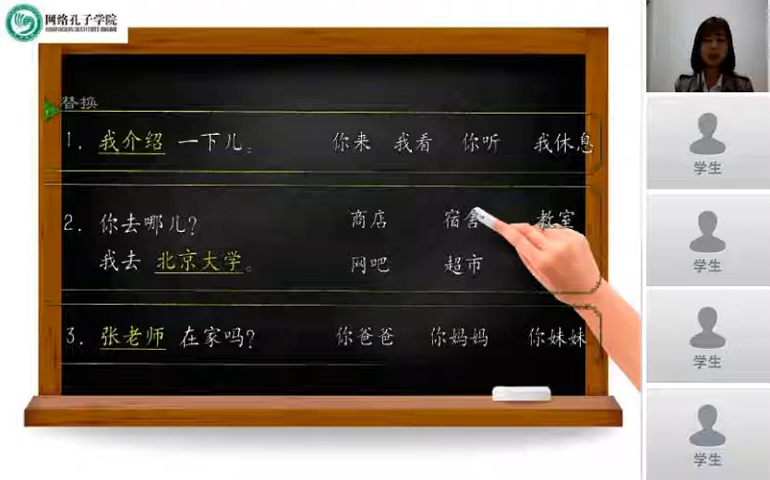 网络孔子学院
替换
1. 我介绍 一下儿。 你来 我看 你听 我休息
2. 你去哪儿? 商店 宿舍 教室
我去 北京大学。 网吧 超市
3. 张老师 在家吗? 你爸爸 你妈妈 你妹妹
学生
学生
学生
学生